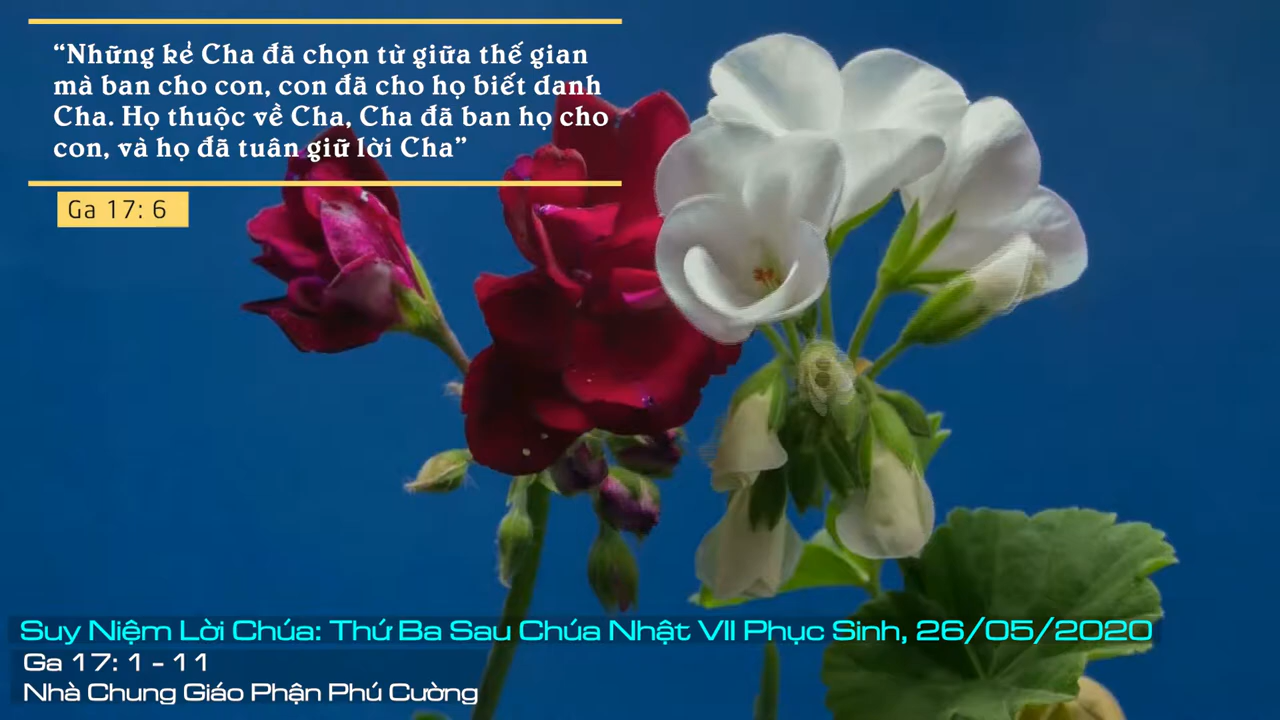 “Những kẻ Cha đã chọn từ giữa thế gian
mà ban cho con, con đã cho họ biết danh
Cha. Họ thuộc về Cha, Cha đã ban họ cho
con, và họ đã tuân giữ lời Cha”
Ga 17: 6
Suy Niệm Lời Chúa: Thứ Ba Sau Chúa Nhật VII Phục Sinh, 26/05/2020
Ga 17: 1 - 11
Nhà Chung Giáo Phận Phú Cường